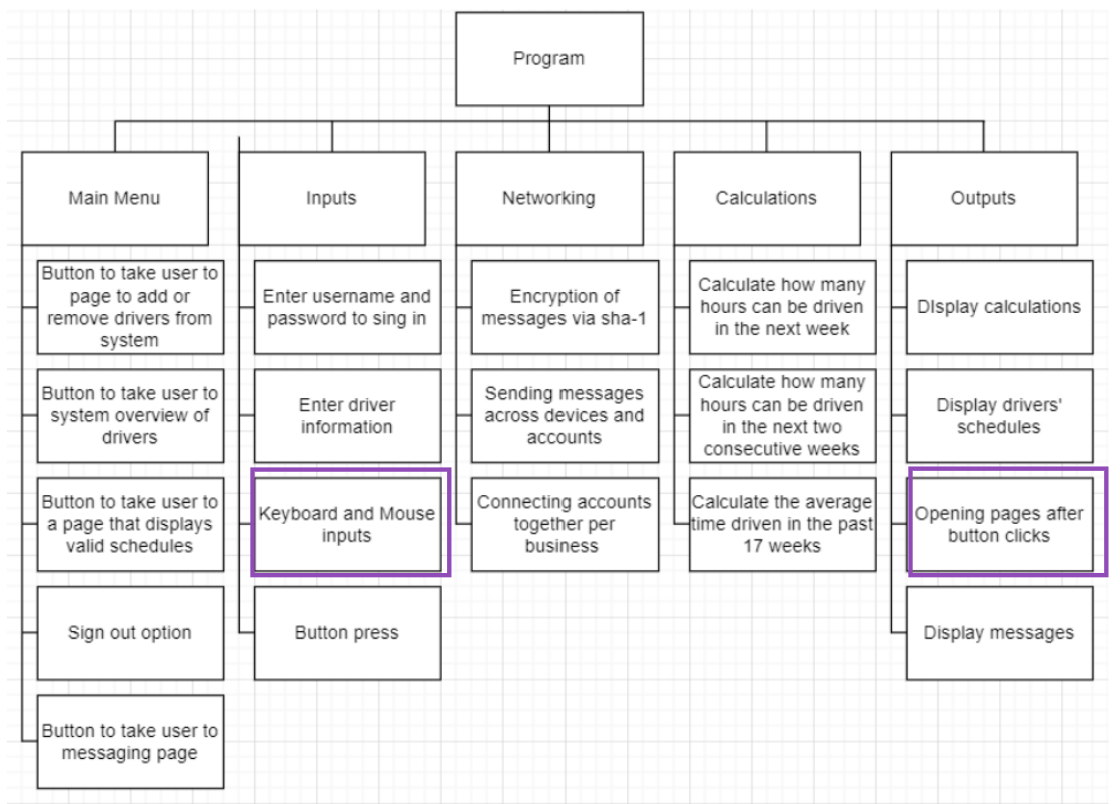 Program
Main Menu
Inputs
Networking
Calculations
Outputs
Button to take user to
page to add or
remove drivers from
system
Enter username and
password to sing in
Encryption of
messages via sha-1
Calculate how many
hours can be driven
in the next week
DIsplay calculations
Button to take user to
system overview of
drivers
Enter driver
information
Sending messages
across devices and
accounts
Calculate how many
hours can be driven
in the next two
consecutive weeks
Display drivers'
schedules
Button to take user to
a page that displays
valid schedules
Keyboard and Mouse
inputs
Connecting accounts
together per
business
Calculate the average
time driven in the past
17 weeks
Opening pages after
button clicks
Sign out option
Button press
Display messages
Button to take user to
messaging page